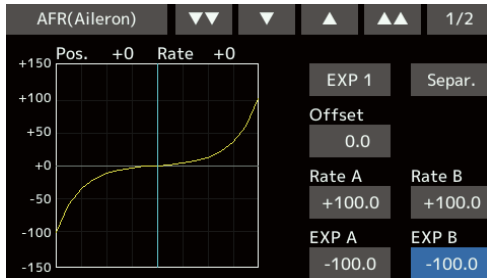 AFR(Aileron) ▼▼ ▼ ▲ ▲▲ 1/2
Pos. +0 Rate +0
+150
+100
+50
+0
-50
-100
-150
EXP 1 Separ.
Offset
0.0
Rate A Rate B
+100.0 +100.0
EXP A EXP B
-100.0 -100.0